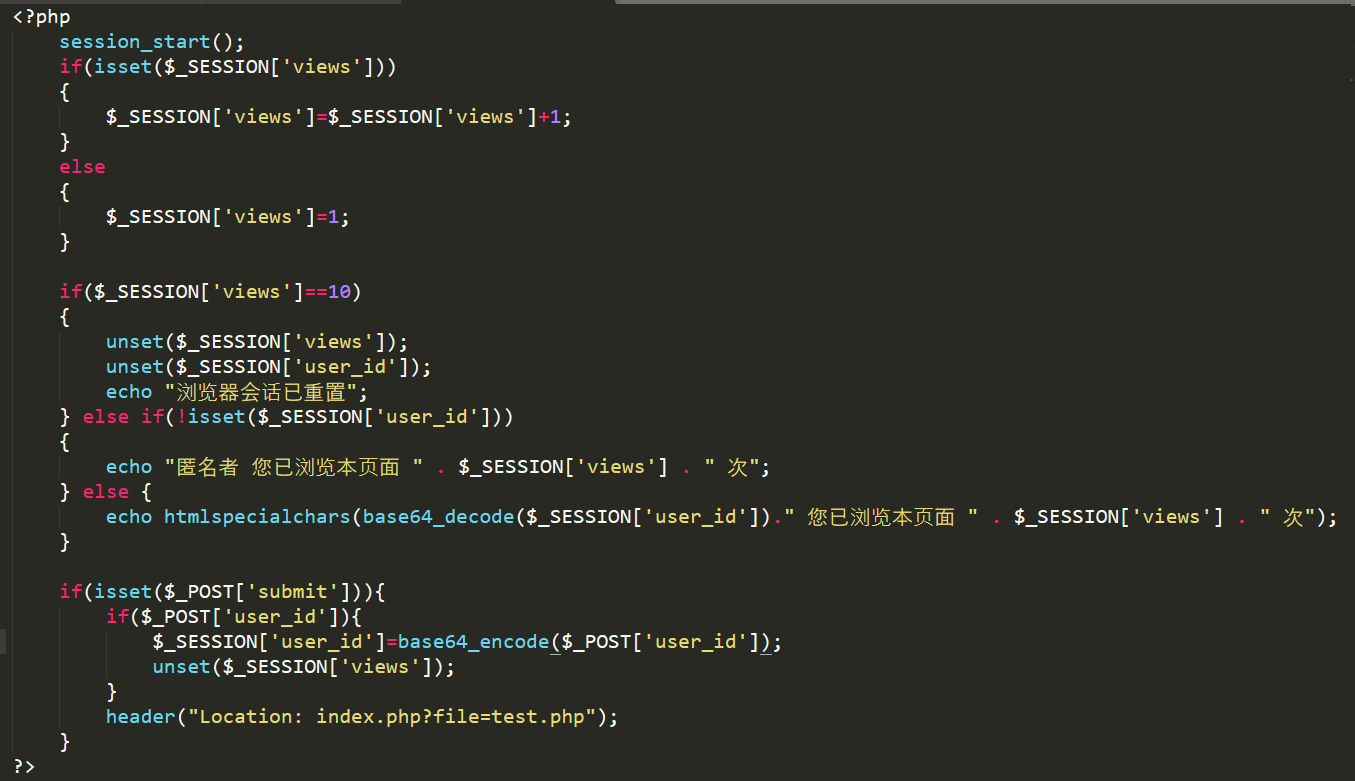 <?php
    session_start();
    if(isset($_SESSION['views']))
    {
        $_SESSION['views']=$_SESSION['views']+1;
    }
    else
    {
        $_SESSION['views']=1;
    }

    if($_SESSION['views']==10)
    {
        unset($_SESSION['views']);
        unset($_SESSION['user_id']);
        echo "浏览器会话已重置";
    } else if(!isset($_SESSION['user_id']))
    {
        echo "匿名者 您已浏览本页面 " . $_SESSION['views'] . " 次";
    } else {
        echo htmlspecialchars(base64_decode($_SESSION['user_id'])." 您已浏览本页面 " . $_SESSION['views'] . " 次");
    }

    if(isset($_POST['submit'])){
        if($_POST['user_id']){
            $_SESSION['user_id']=base64_encode($_POST['user_id']);
            unset($_SESSION['views']);
        }
        header("Location: index.php?file=test.php");
    }
?>